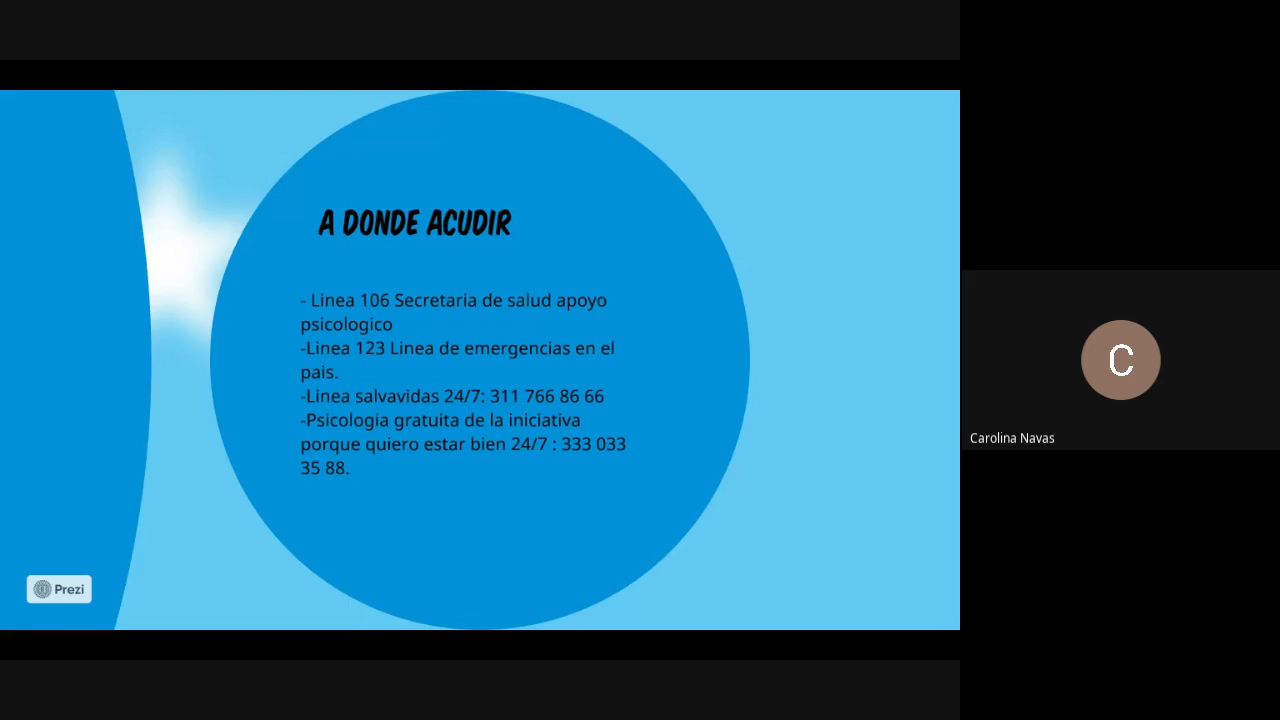 A DONDE ACUDIR
- Linea 106 Secretaria de salud apoyo
psicologico
-Linea 123 Linea de emergencias en el
pais.
-Linea salvavidas 24/7: 311 766 86 66
-Psicologia gratuita de la iniciativa
porque quiero estar bien 24/7 : 333 033
35 88.
Prezi
C
Carolina Navas